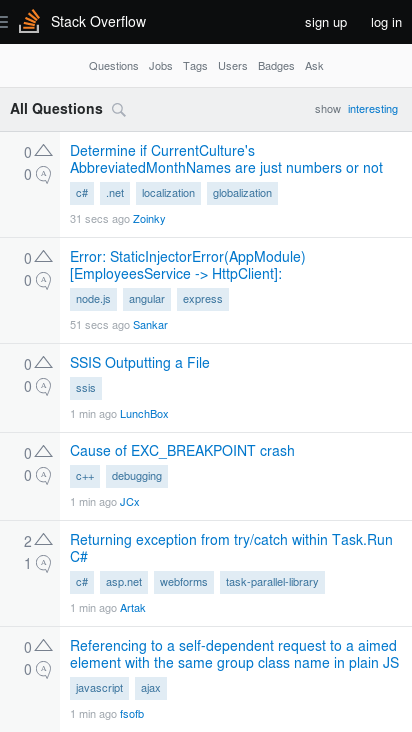 Stack Overflow sign up log in
Questions Jobs Tags Users Badges Ask
All Questions show interesting
0
0 A
Determine if CurrentCulture's
AbbreviatedMonthNames are just numbers or not
c# .net localization globalization
31 secs ago Zoinky
0
0 A
Error: StaticInjectorError(AppModule)
[EmployeesService -> HttpClient]:
node.js angular express
51 secs ago Sankar
0
0 A
SSIS Outputting a File
ssis
1 min ago LunchBox
0
0 A
Cause of EXC_BREAKPOINT crash
c++ debugging
1 min ago JCx
2
1 A
Returning exception from try/catch within Task.Run
C#
c# asp.net webforms task-parallel-library
1 min ago Artak
0
0 A
Referencing to a self-dependent request to a aimed
element with the same group class name in plain JS
javascript ajax
1 min ago fsofb